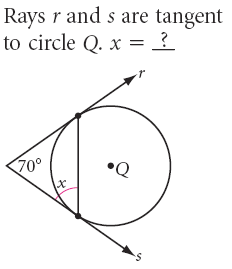 Rays r and s are tangent
to circle Q. x = ?
r
70°
Q
x
s